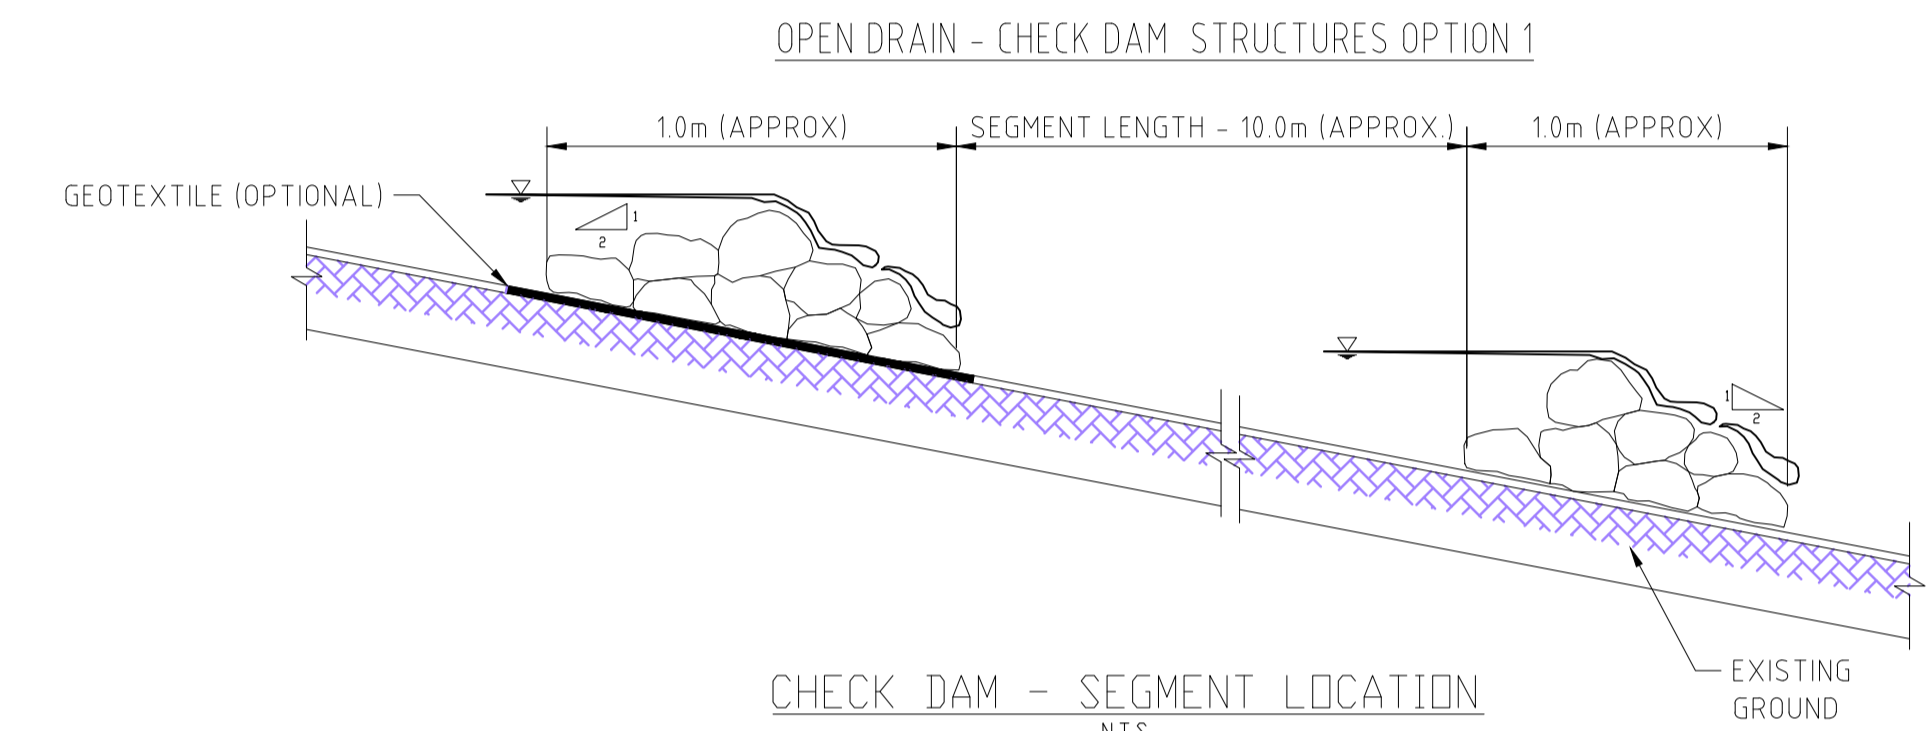 OPEN DRAIN - CHECK DAM STRUCTURES OPTION 1
1.0m (APPROX)
SEGMENT LENGTH - 10.0m (APPROX.)
1.0m (APPROX)
GEOTEXTILE (OPTIONAL)
1
2
1
2
EXISTING
GROUND
CHECK DAM - SEGMENT LOCATION
NTS